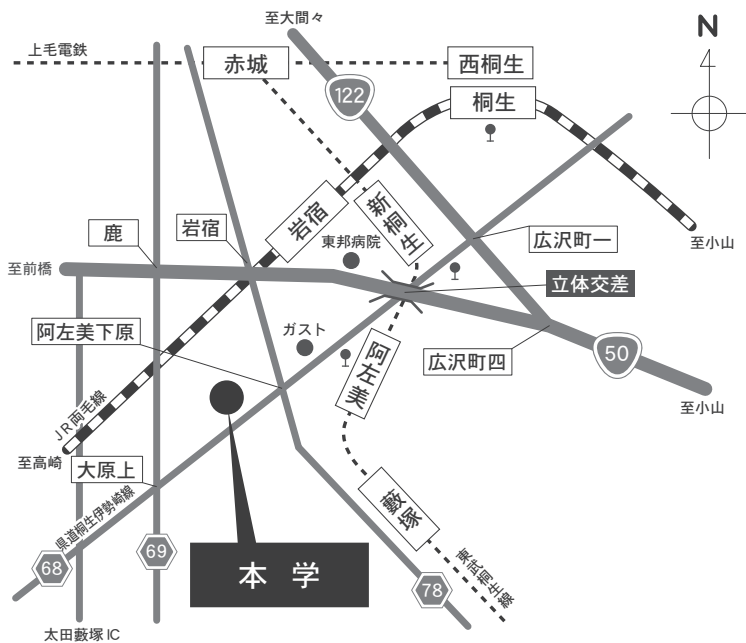 至大間々
N
上毛電鉄
赤城
西桐生
122
桐生
鹿
岩宿
岩宿
新桐生
東邦病院
広沢町一
至小山
至前橋
立体交差
阿左美下原
ガスト
阿左美
広沢町四
50
至小山
JR両毛線
至高崎
大原上
藪塚
県道桐生伊勢崎線
68
69
本 学
78
東武桐生線
太田藪塚 IC